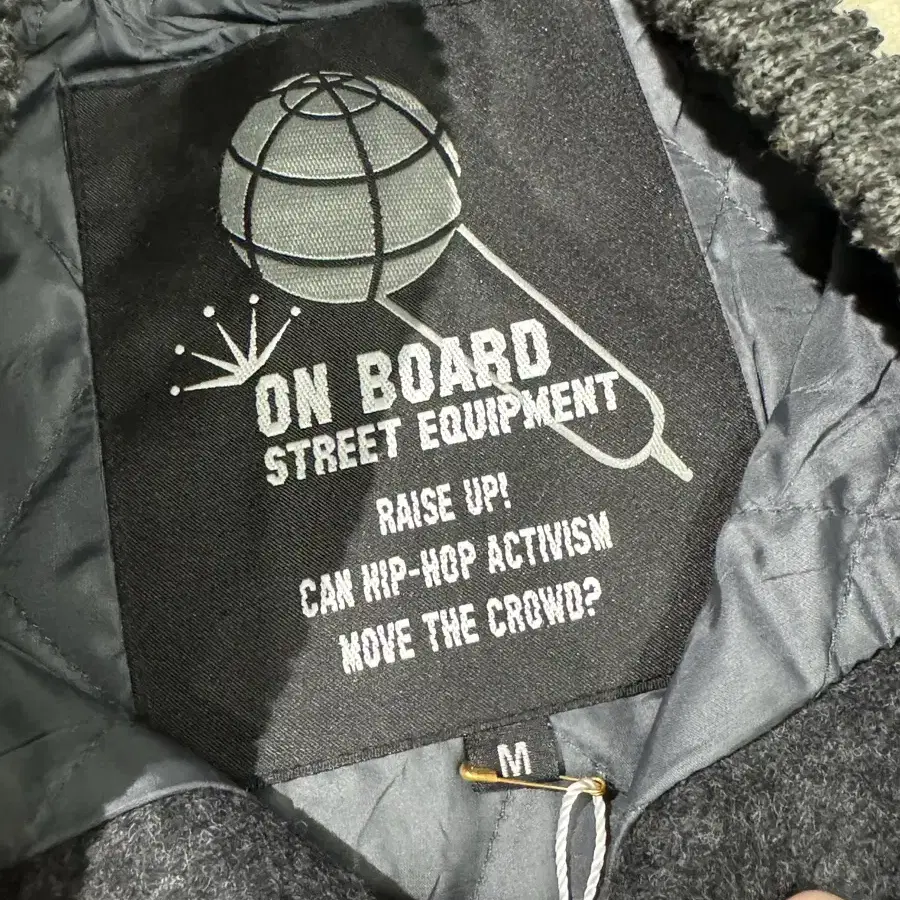 ON BOARD
STREET EQUIPMENT
RAISE UP!
CAN HIP-HOP ACTIVISM
MOVE THE CROWD?
M